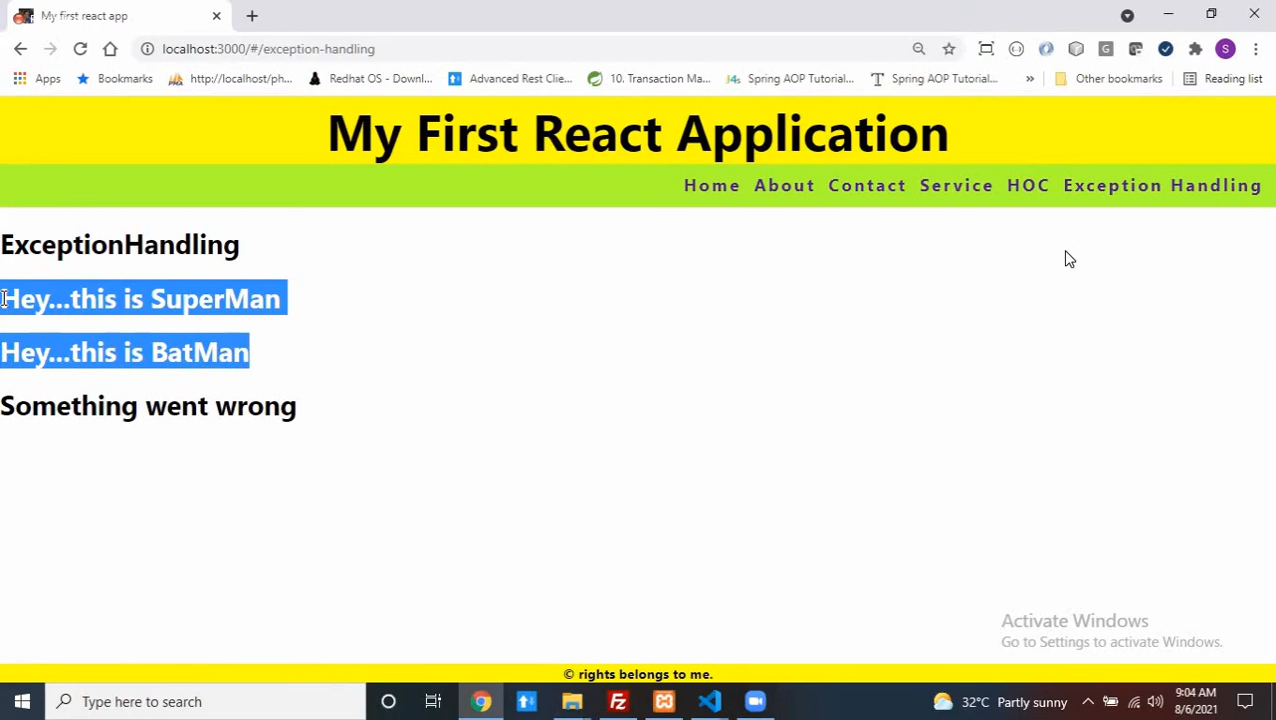 My first react app
localhost:3000/#/exception-handling
Apps Bookmarks http://localhost/ph... Redhat OS - Downl... Advanced Rest Clie... 10. Transaction Ma... Spring AOP Tutorial... Spring AOP Tutorial... » Other bookmarks Reading list
My First React Application
Home About Contact Service HOC Exception Handling
ExceptionHandling
Hey...this is SuperMan
Hey...this is BatMan
Something went wrong
Activate Windows
Go to Settings to activate Windows.
© rights belongs to me.
Type here to search 32°C Partly sunny 9:04 AM
8/6/2021